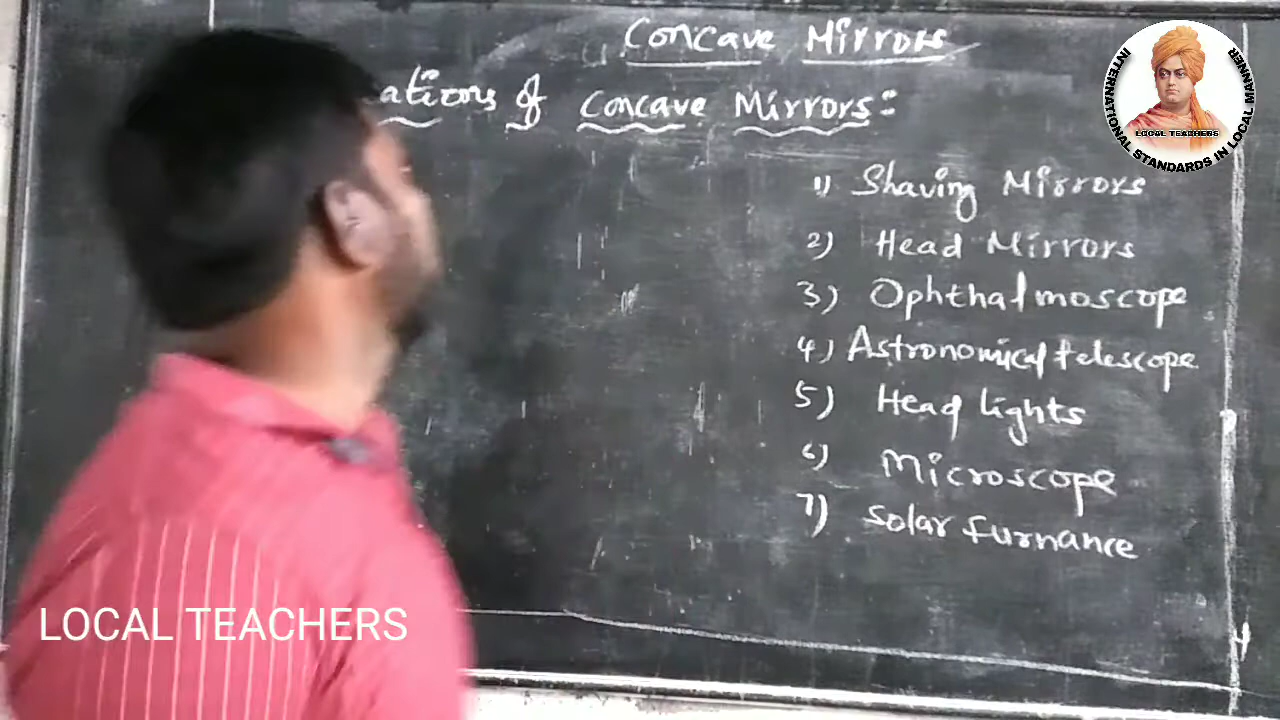 Concave Mirrors
of Concave Mirrors:
1) Shaving Mirrors
2) Head Mirrors
3) Ophthalmoscope
4) Astronomical telescope
5) Head lights
6) Microscope
7) Solar furnance
INTERNATIONAL STANDARDS IN LOCAL MANNER
LOCAL TEACHERS
LOCAL TEACHERS